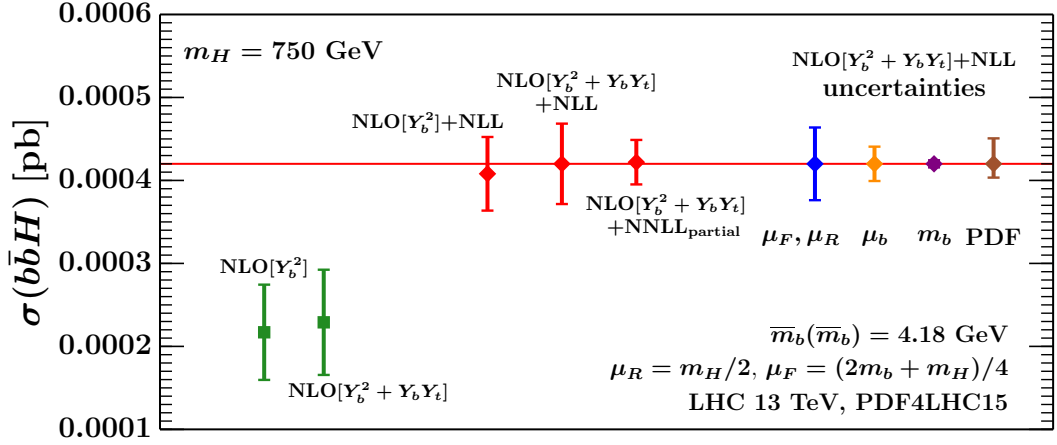 0.0006
0.0005
0.0004
0.0003
0.0002
0.0001
σ(b b̄ H) [pb]
m_H = 750 GeV
NLO[Y_b^2]+NLL
NLO[Y_b^2 + Y_bY_t]
+NLL
NLO[Y_b^2 + Y_bY_t]
+NNLL_partial
NLO[Y_b^2 + Y_bY_t]+NLL
uncertainties
μ_F, μ_R
μ_b
m_b
PDF
NLO[Y_b^2]
NLO[Y_b^2 + Y_bY_t]
m̅_b(m̅_b) = 4.18 GeV
μ_R = m_H/2, μ_F = (2m_b + m_H)/4
LHC 13 TeV, PDF4LHC15